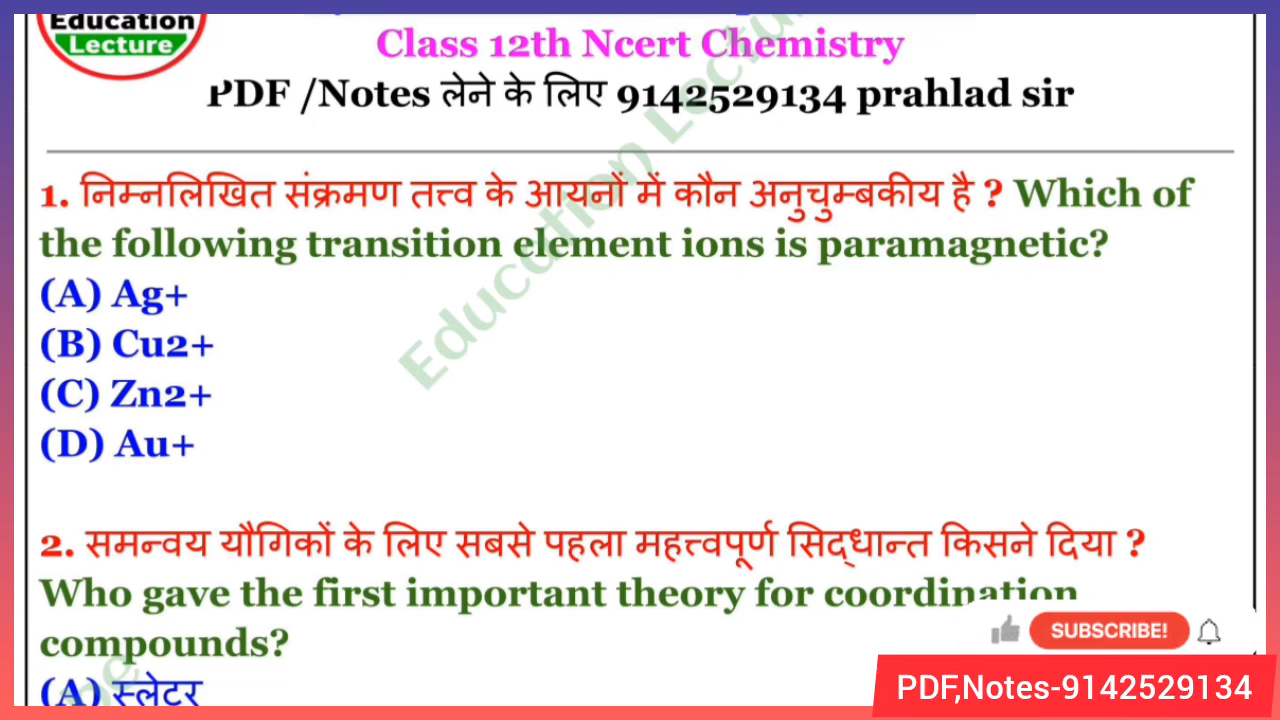 Education
Lecture
Class 12th Ncert Chemistry
PDF /Notes लेने के लिए 9142529134 prahlad sir
1. निम्नलिखित संक्रमण तत्त्व के आयनों में कौन अनुचुम्बकीय है ? Which of
the following transition element ions is paramagnetic?
(A) Ag+
(B) Cu2+
(C) Zn2+
(D) Au+
2. समन्वय यौगिकों के लिए सबसे पहला महत्त्वपूर्ण सिद्धान्त किसने दिया ?
Who gave the first important theory for coordination
compounds?
(A) स्लेटर
SUBSCRIBE!
PDF,Notes-9142529134
Education Lecture